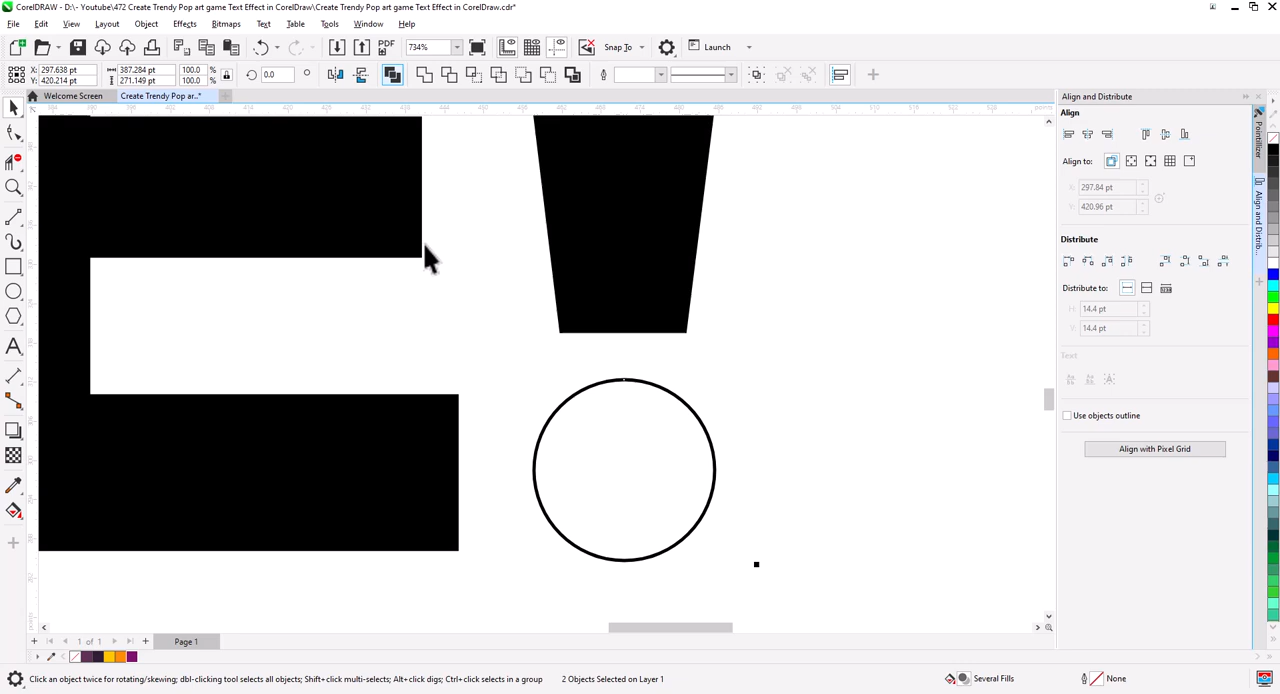 CorelDRAW - D:\- Youtube\472 Create Trendy Pop art game Text Effect in CorelDraw\Create Trendy Pop art game Text Effect in CorelDraw.cdr*
File Edit View Layout Object Effects Bitmaps Text Table Tools Window Help
PDF 734% Snap To Launch
X: 297.638 pt 387.284 pt 100.0 % 0.0
Y: 420.214 pt 271.149 pt 100.0 %
Welcome Screen Create Trendy Pop ar...*
Align and Distribute
Align
Align to:
X: 297.84 pt
Y: 420.96 pt
Distribute
Distribute to:
H: 14.4 pt
V: 14.4 pt
Text
Use objects outline
Align with Pixel Grid
Pointillizer
Align and Distrib...
1 of 1 Page 1
Click an object twice for rotating/skewing; dbl-clicking tool selects all objects; Shift+click multi-selects; Alt+click digs; Ctrl+click selects in a group 2 Objects Selected on Layer 1 Several Fills None